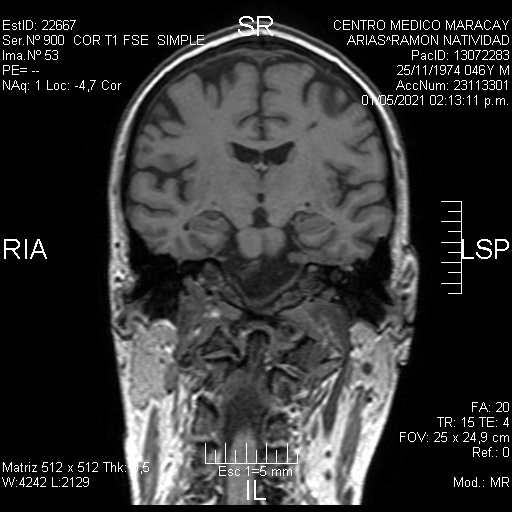 EstID: 22667
Ser.Nº 900 COR T1 FSE SIMPLE
Ima.Nº 53
PE= --
NAq: 1 Loc: -4,7 Cor
SR
CENTRO MEDICO MARACAY
ARIAS^RAMON NATIVIDAD
PacID: 13072283
25/11/1974 046Y M
AccNum: 23113301
01/05/2021 02:13:11 p.m.
RIA
LSP
FA: 20
TR: 15 TE: 4
FOV: 25 x 24,9 cm
Ref.: 0
Mod.: MR
Matriz 512 x 512 Thk: 0,5
W:4242 L:2129
Esc 1=5 mm
IL